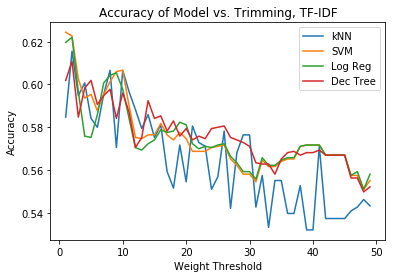 Accuracy of Model vs. Trimming, TF-IDF
kNN
SVM
Log Reg
Dec Tree
Accuracy
0.62
0.60
0.58
0.56
0.54
0 10 20 30 40 50
Weight Threshold